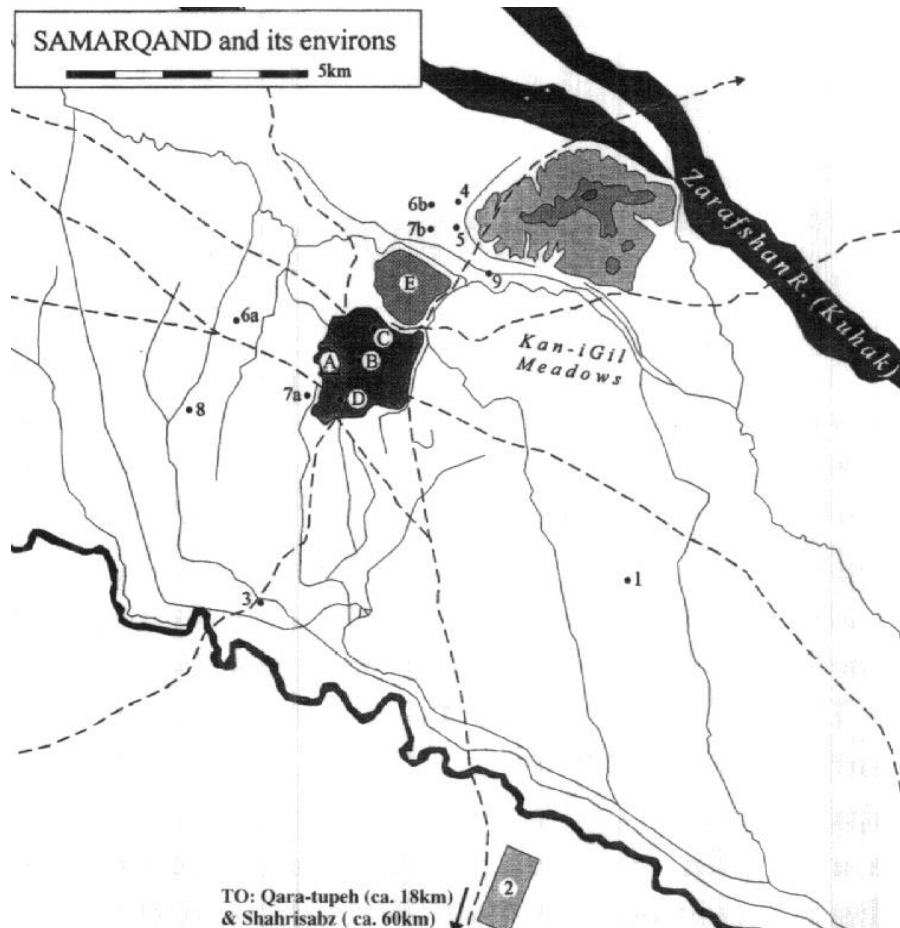 SAMARQAND and its environs
5km
Zarafshan R. (Kuhak)
6b
4
7b
5
9
E
6a
C
A
B
Kan-iGil
Meadows
7a
D
8
1
3
2
TO: Qara-tupeh (ca. 18km)
& Shahrisabz ( ca. 60km)